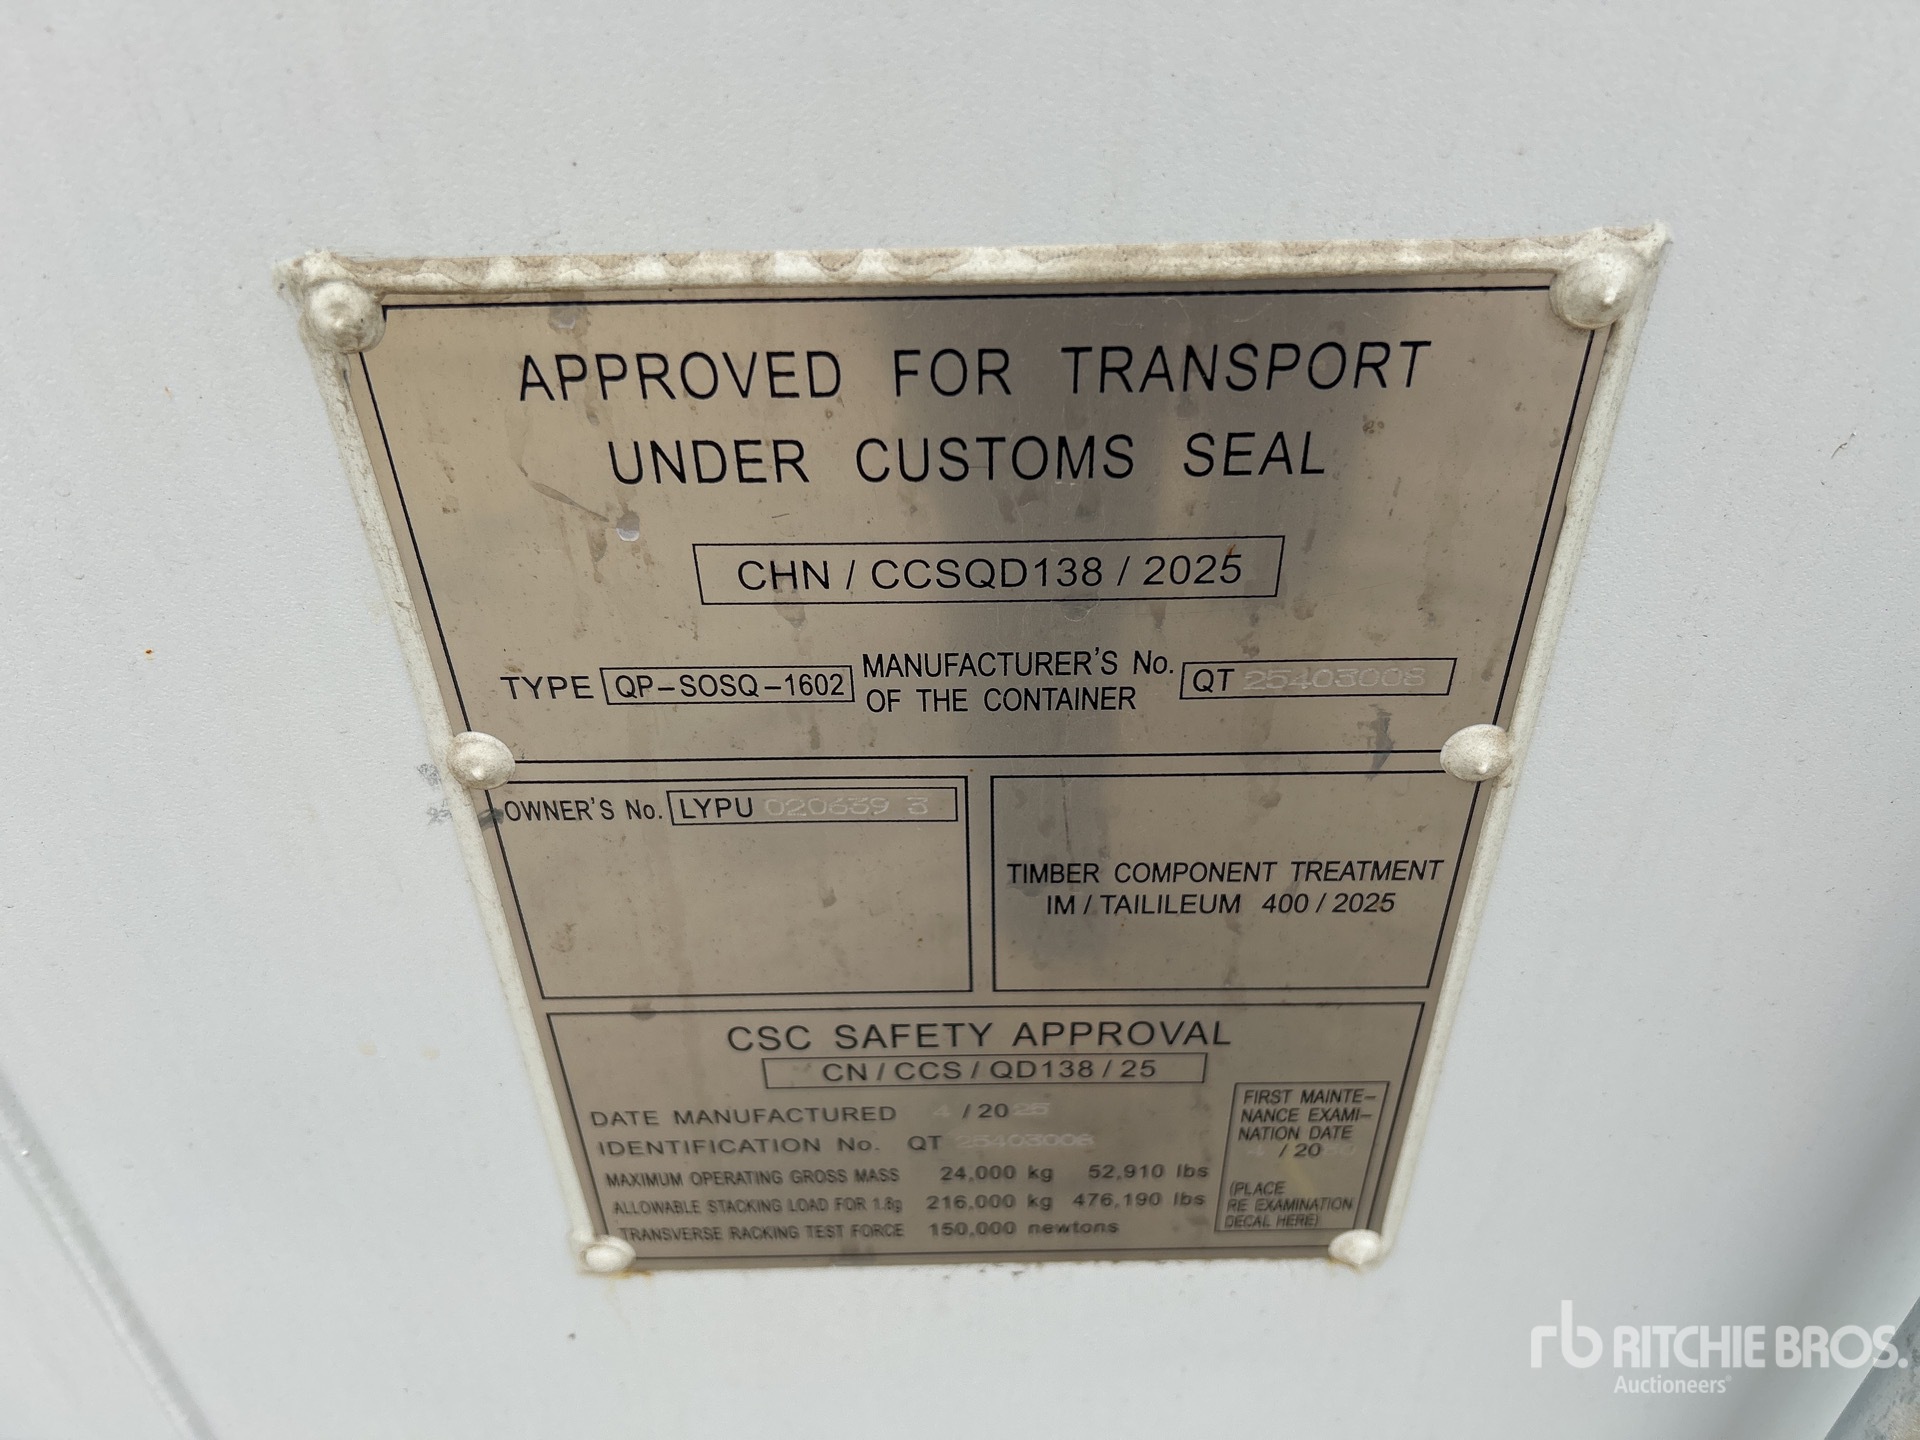 APPROVED FOR TRANSPORT
UNDER CUSTOMS SEAL
CHN / CCSQD138 / 2025
TYPE QP-SOSQ-1602 MANUFACTURER'S No. OF THE CONTAINER QT 25403008
OWNER'S No. LYPU 020639 3
TIMBER COMPONENT TREATMENT
IM / TAILILEUM 400 / 2025
CSC SAFETY APPROVAL
CN / CCS / QD138 / 25
DATE MANUFACTURED 4 / 2025
IDENTIFICATION No. QT 25403008
MAXIMUM OPERATING GROSS MASS 24,000 kg 52,910 lbs
ALLOWABLE STACKING LOAD FOR 1.8g 216,000 kg 476,190 lbs
TRANSVERSE RACKING TEST FORCE 150,000 newtons
FIRST MAINTE-
NANCE EXAMI-
NATION DATE
4 / 2030
(PLACE
RE EXAMINATION
DECAL HERE)
rb RITCHIE BROS.
Auctioneers